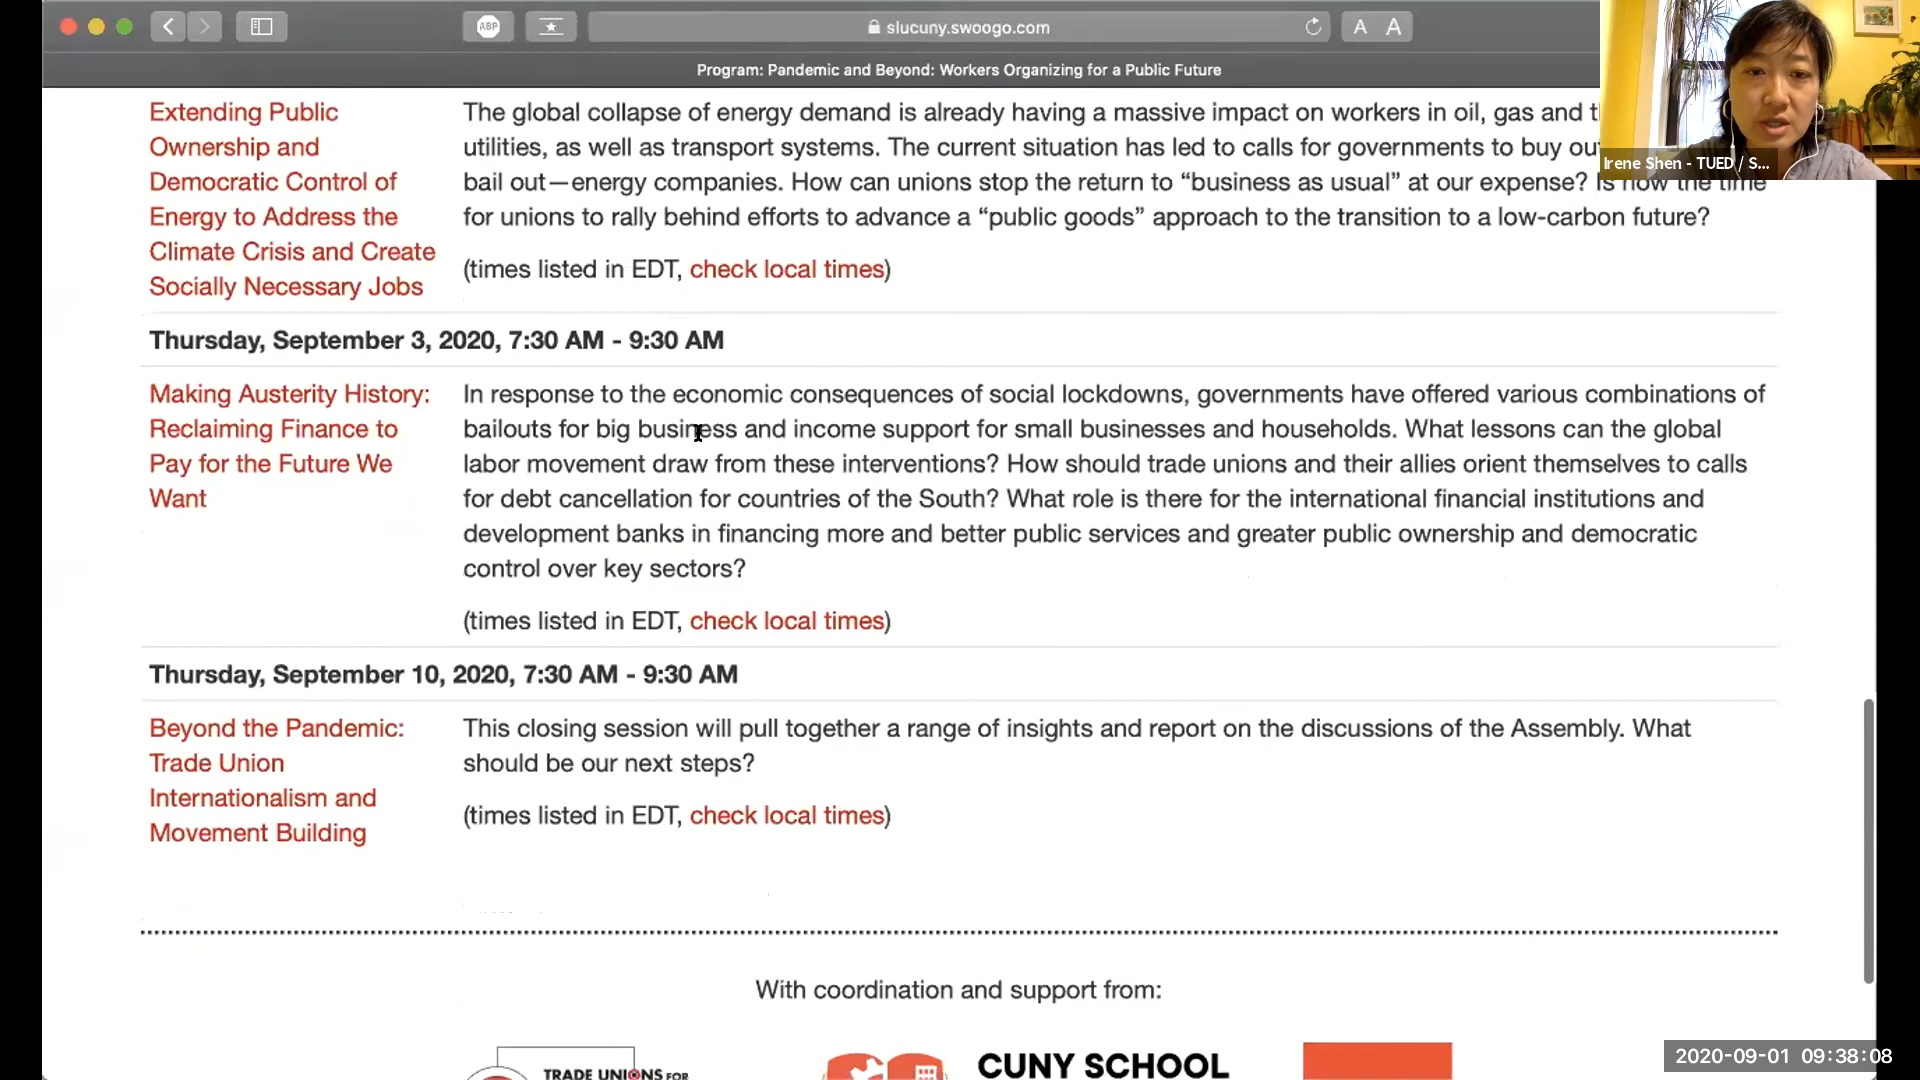 ABP
slucuny.swoogo.com
A A
Program: Pandemic and Beyond: Workers Organizing for a Public Future
Extending Public
Ownership and
Democratic Control of
Energy to Address the
Climate Crisis and Create
Socially Necessary Jobs
The global collapse of energy demand is already having a massive impact on workers in oil, gas and
utilities, as well as transport systems. The current situation has led to calls for governments to buy
bail out—energy companies. How can unions stop the return to “business as usual” at our expense? Is now the time
for unions to rally behind efforts to advance a “public goods” approach to the transition to a low-carbon future?
(times listed in EDT, check local times)
Irene Shen - TUED / S...
Thursday, September 3, 2020, 7:30 AM - 9:30 AM
Making Austerity History:
Reclaiming Finance to
Pay for the Future We
Want
In response to the economic consequences of social lockdowns, governments have offered various combinations of
bailouts for big business and income support for small businesses and households. What lessons can the global
labor movement draw from these interventions? How should trade unions and their allies orient themselves to calls
for debt cancellation for countries of the South? What role is there for the international financial institutions and
development banks in financing more and better public services and greater public ownership and democratic
control over key sectors?
(times listed in EDT, check local times)
Thursday, September 10, 2020, 7:30 AM - 9:30 AM
Beyond the Pandemic:
Trade Union
Internationalism and
Movement Building
This closing session will pull together a range of insights and report on the discussions of the Assembly. What
should be our next steps?
(times listed in EDT, check local times)
With coordination and support from:
TRADE UNIONS FOR
CUNY SCHOOL
2020-09-01 09:38:08